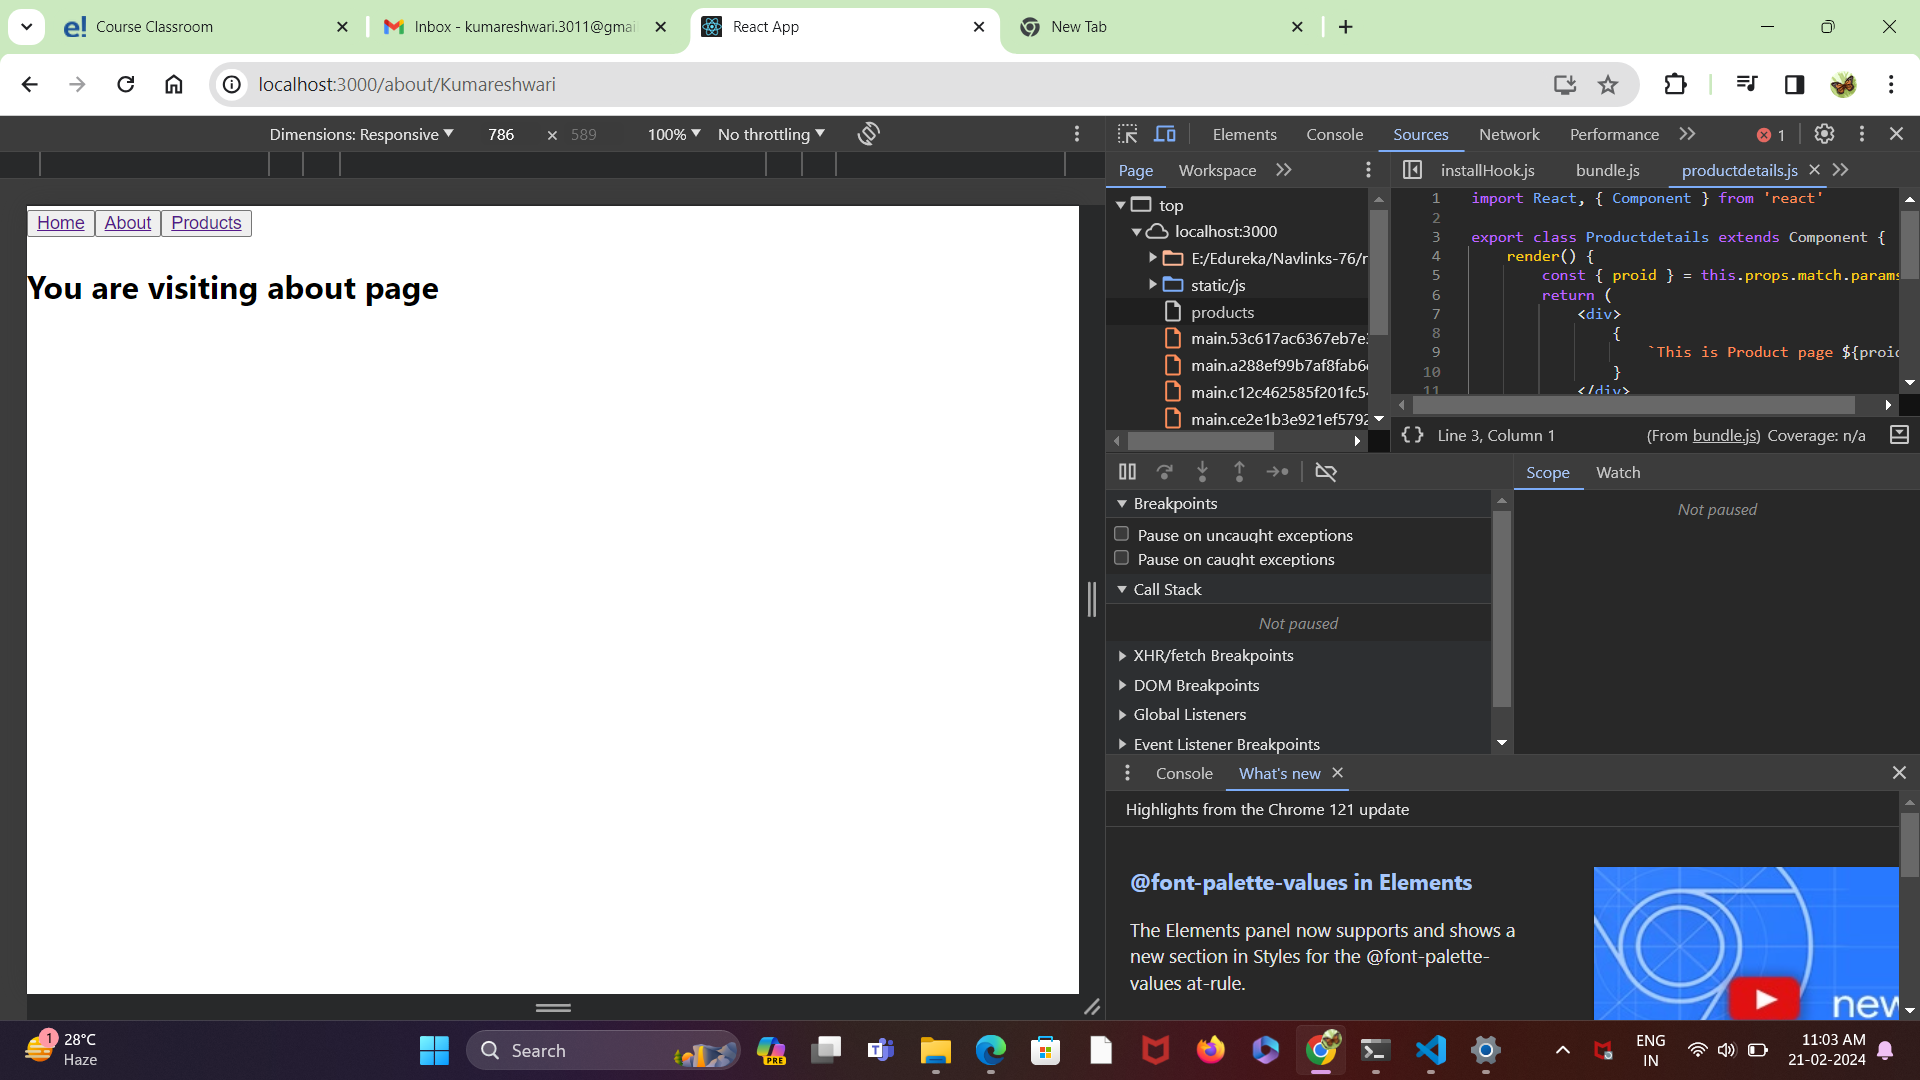 Course Classroom
Inbox - kumareshwari.3011@gmai
React App
New Tab
localhost:3000/about/Kumareshwari
Dimensions: Responsive 786 × 589 100% No throttling
Elements Console Sources Network Performance 1
Page Workspace
installHook.js bundle.js productdetails.js
Home About Products
You are visiting about page
top
localhost:3000
E:/Edureka/Navlinks-76/r
static/js
products
main.53c617ac6367eb7e
main.a288ef99b7af8fab6
main.c12c462585f201fc5
main.ce2e1b3e921ef5792
1 import React, { Component } from 'react'
2
3 export class Productdetails extends Component {
4 render() {
5 const { proid } = this.props.match.params
6 return (
7 <div>
8 {
9 `This is Product page ${proid
10 }
11 </div>
{} Line 3, Column 1 (From bundle.js) Coverage: n/a
Scope Watch
Not paused
Breakpoints
Pause on uncaught exceptions
Pause on caught exceptions
Call Stack
Not paused
XHR/fetch Breakpoints
DOM Breakpoints
Global Listeners
Event Listener Breakpoints
Console What's new
Highlights from the Chrome 121 update
@font-palette-values in Elements
The Elements panel now supports and shows a
new section in Styles for the @font-palette-
values at-rule.
new
1
28°C
Haze
Search
PRE
ENG
IN
11:03 AM
21-02-2024